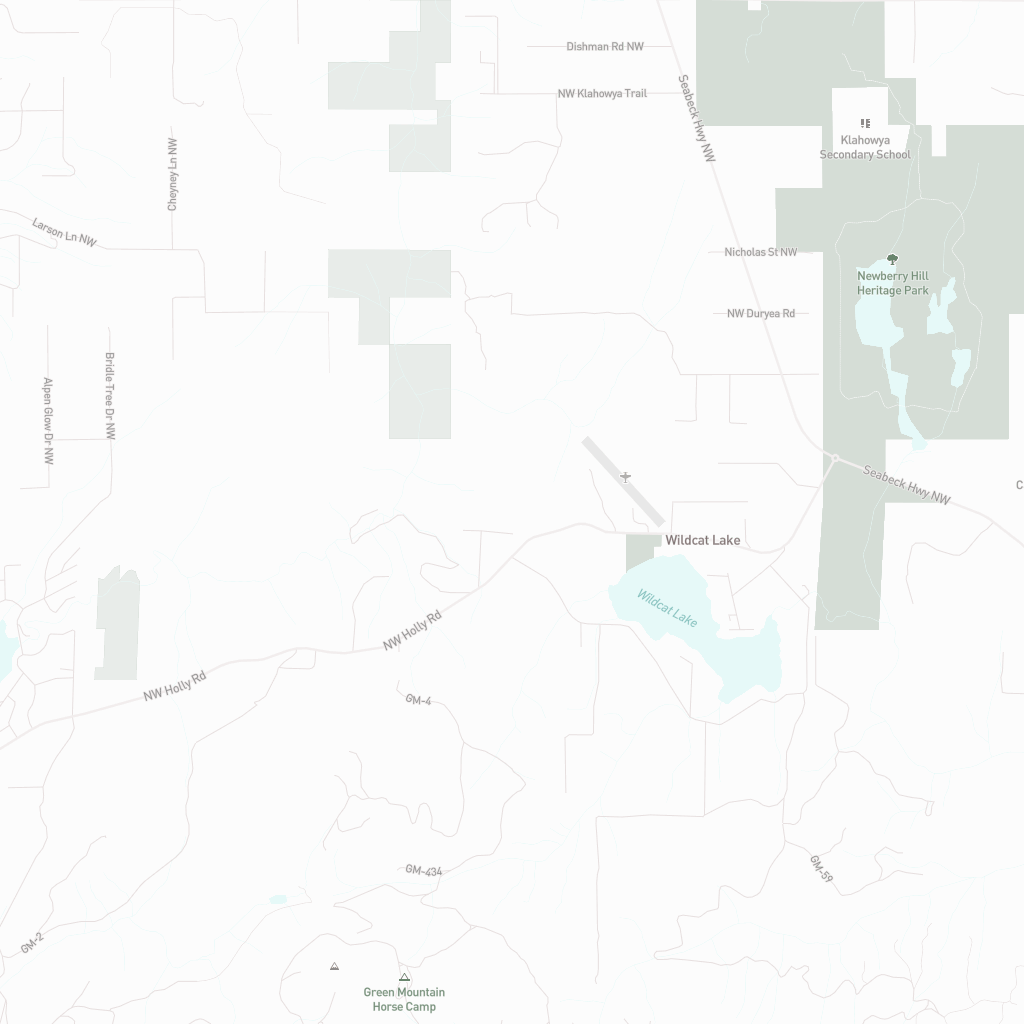 Dishman Rd NW
NW Klahowya Trail
Seabeck Hwy NW
Klahowya
Secondary School
Cheyney Ln NW
Larson Ln NW
Nicholas St NW
Newberry Hill
Heritage Park
NW Duryea Rd
Bridle Tree Dr NW
Alpen Glow Dr NW
Seabeck Hwy NW
C
Wildcat Lake
Wildcat Lake
NW Holly Rd
NW Holly Rd
GM-4
GM-434
GM-59
GM-2
Green Mountain
Horse Camp